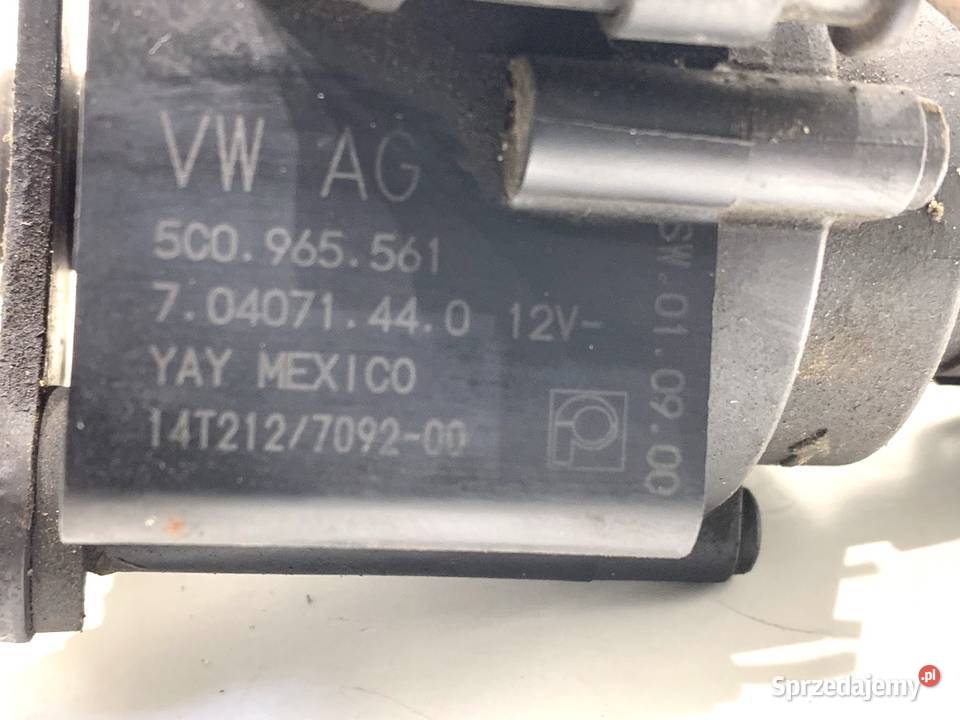 VW AG
5C0.965.561
7.04071.44.0 12V-
YAY MEXICO
14T212/7092-00
SW.01.09.00
Sprzedajemy.pl